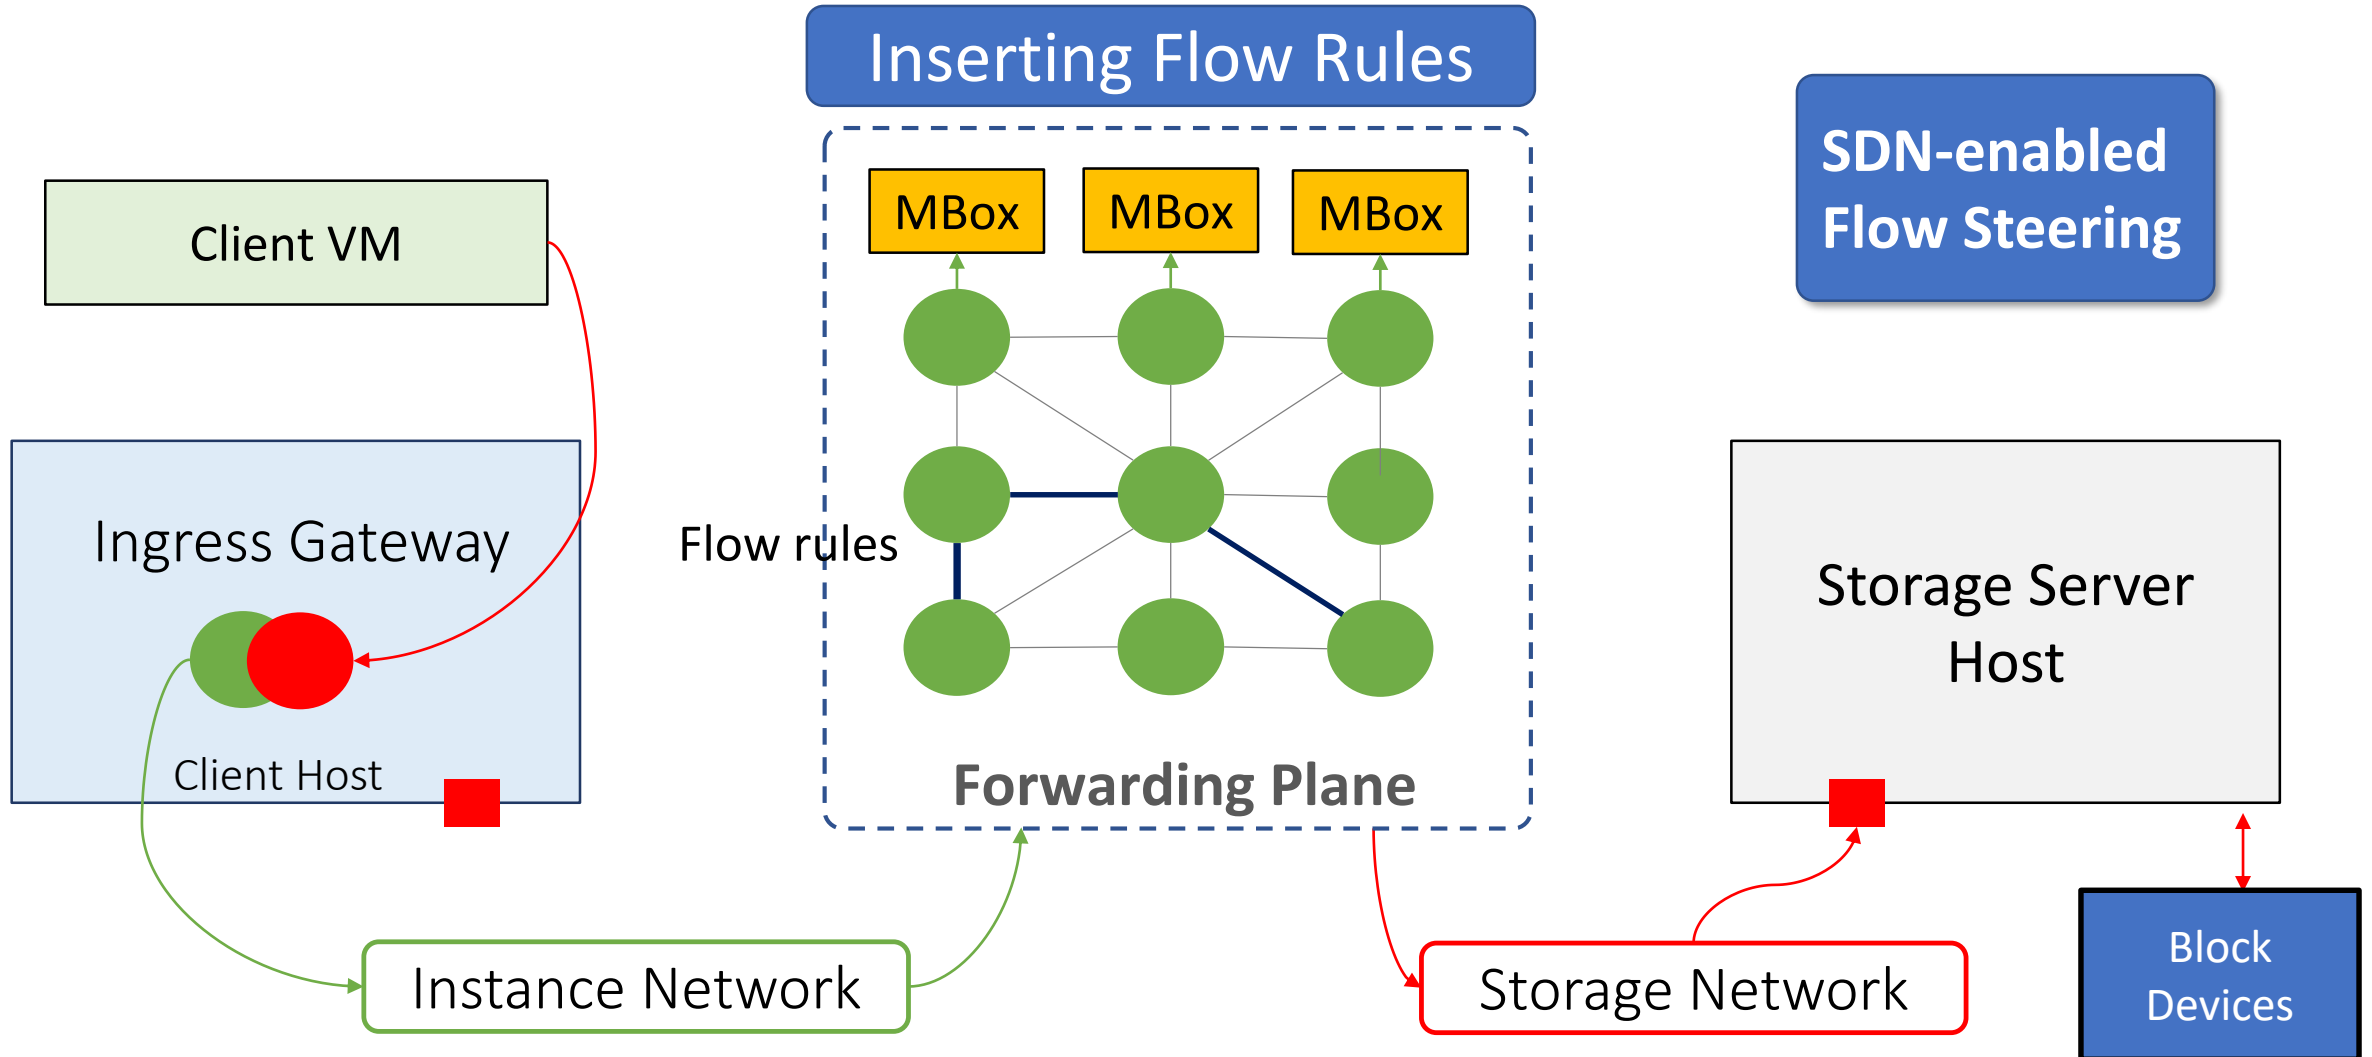 Inserting Flow Rules
SDN-enabled
Flow Steering
Client VM
MBox
MBox
MBox
Ingress Gateway
Client Host
Flow rules
Forwarding Plane
Storage Server
Host
Instance Network
Storage Network
Block
Devices